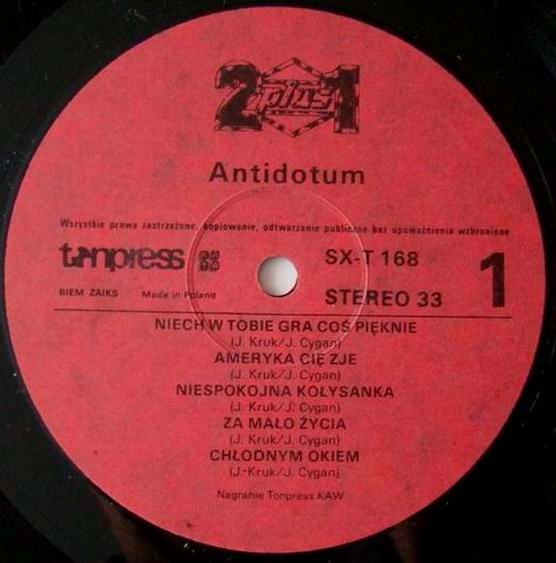 2 plus 1
Antidotum
Wszystkie prawa zastrzeżone, kopiowanie, odtwarzanie publiczne bez upoważnienia wzbronione
tonpress
SX-T 168
BIEM ZAIKS Made in Poland
STEREO 33
1
NIECH W TOBIE GRA COŚ PIĘKNIE
(J. Kruk/J. Cygan)
AMERYKA CIĘ ZJE
(J. Kruk/J. Cygan)
NIESPOKOJNA KOŁYSANKA
(J. Kruk/J. Cygan)
ZA MAŁO ŻYCIA
(J. Kruk/J. Cygan)
CHŁODNYM OKIEM
(J. Kruk/J. Cygan)
Nagranie Tonpress KAW